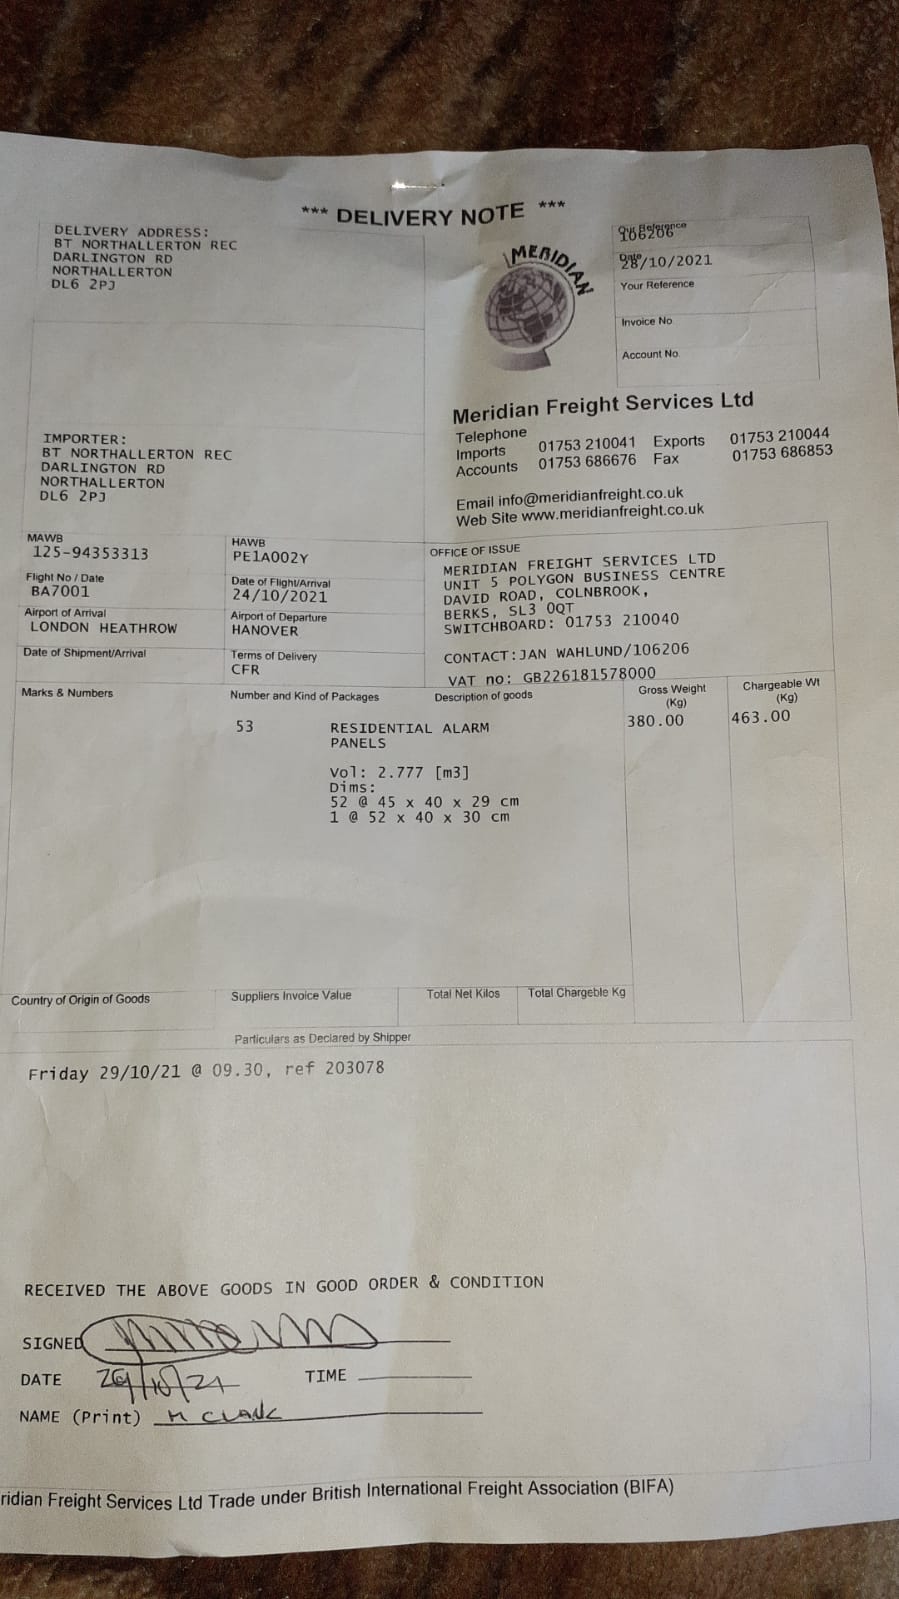 *** DELIVERY NOTE ***
DELIVERY ADDRESS:
BT NORTHALLERTON REC
DARLINGTON RD
NORTHALLERTON
DL6 2PJ
MERIDIAN
Our Reference
106206
Date
28/10/2021
Your Reference
Invoice No
Account No.
Meridian Freight Services Ltd
Telephone
Imports 01753 210041 Exports 01753 210044
Accounts 01753 686676 Fax 01753 686853
Email info@meridianfreight.co.uk
Web Site www.meridianfreight.co.uk
IMPORTER:
BT NORTHALLERTON REC
DARLINGTON RD
NORTHALLERTON
DL6 2PJ
MAWB
125-94353313
HAWB
PE1A002Y
Flight No / Date
BA7001
Date of Flight/Arrival
24/10/2021
Airport of Arrival
LONDON HEATHROW
Airport of Departure
HANOVER
Date of Shipment/Arrival
Terms of Delivery
CFR
OFFICE OF ISSUE
MERIDIAN FREIGHT SERVICES LTD
UNIT 5 POLYGON BUSINESS CENTRE
DAVID ROAD, COLNBROOK,
BERKS, SL3 0QT
SWITCHBOARD: 01753 210040
CONTACT:JAN WAHLUND/106206
VAT no: GB226181578000
Marks & Numbers
Number and Kind of Packages
Description of goods
Gross Weight
(Kg)
Chargeable Wt
(Kg)
53 RESIDENTIAL ALARM 380.00 463.00
PANELS
Vol: 2.777 [m3]
Dims:
52 @ 45 x 40 x 29 cm
1 @ 52 x 40 x 30 cm
Country of Origin of Goods
Suppliers Invoice Value
Total Net Kilos
Total Chargeble Kg
Particulars as Declared by Shipper
Friday 29/10/21 @ 09.30, ref 203078
RECEIVED THE ABOVE GOODS IN GOOD ORDER & CONDITION
SIGNED
DATE 29/10/21 TIME
NAME (Print) M CLARK
ridian Freight Services Ltd Trade under British International Freight Association (BIFA)